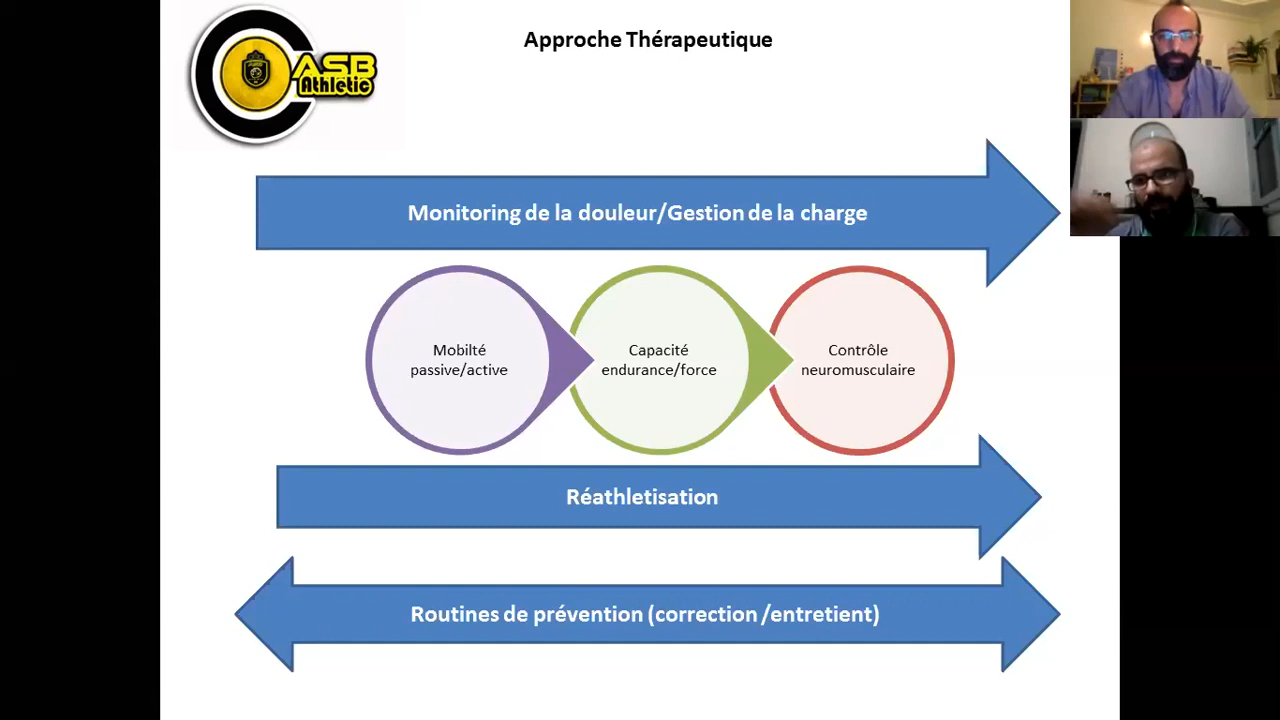 ASB
Athletic
Approche Thérapeutique
Monitoring de la douleur/Gestion de la charge
Mobilté
passive/active
Capacité
endurance/force
Contrôle
neuromusculaire
Réathletisation
Routines de prévention (correction /entretient)